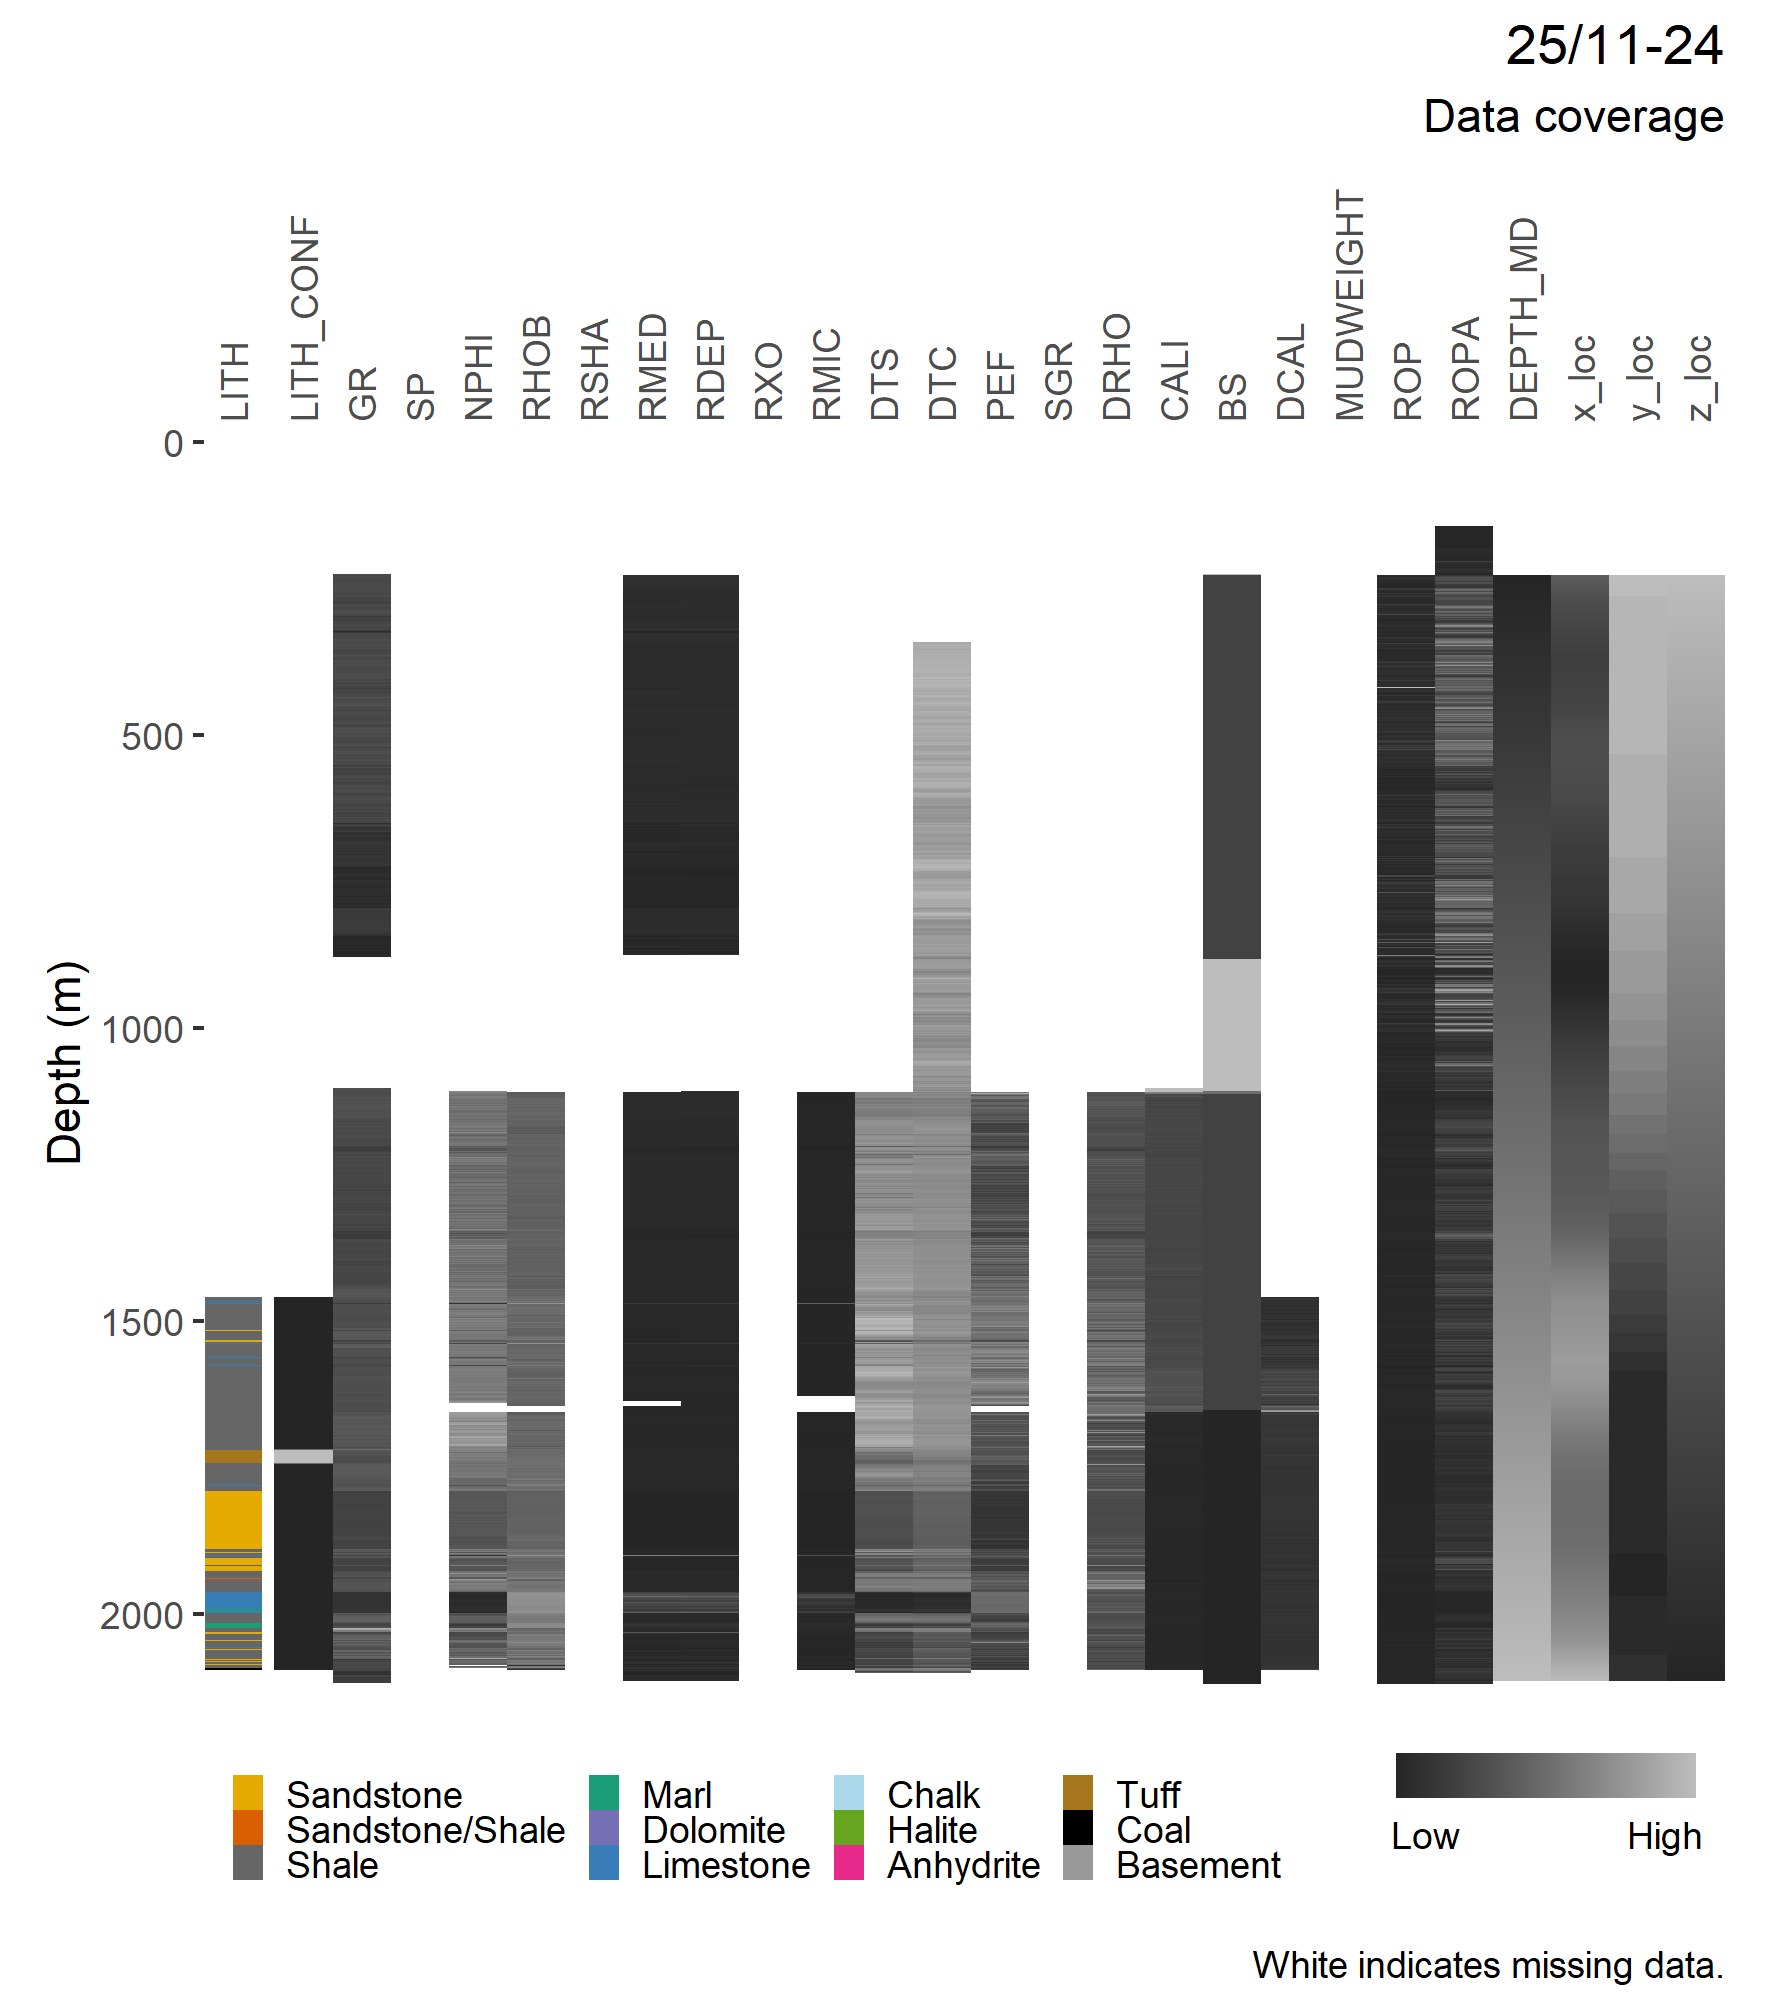 25/11-24
Data coverage
LITH
LITH_CONF
GR
SP
NPHI
RHOB
RSHA
RMED
RDEP
RXO
RMIC
DTS
DTC
PEF
SGR
DRHO
CALI
BS
DCAL
MUDWEIGHT
ROP
ROPA
DEPTH_MD
x_loc
y_loc
z_loc
Depth (m)
0
500
1000
1500
2000
Sandstone
Sandstone/Shale
Shale
Marl
Dolomite
Limestone
Chalk
Halite
Anhydrite
Tuff
Coal
Basement
Low High
White indicates missing data.